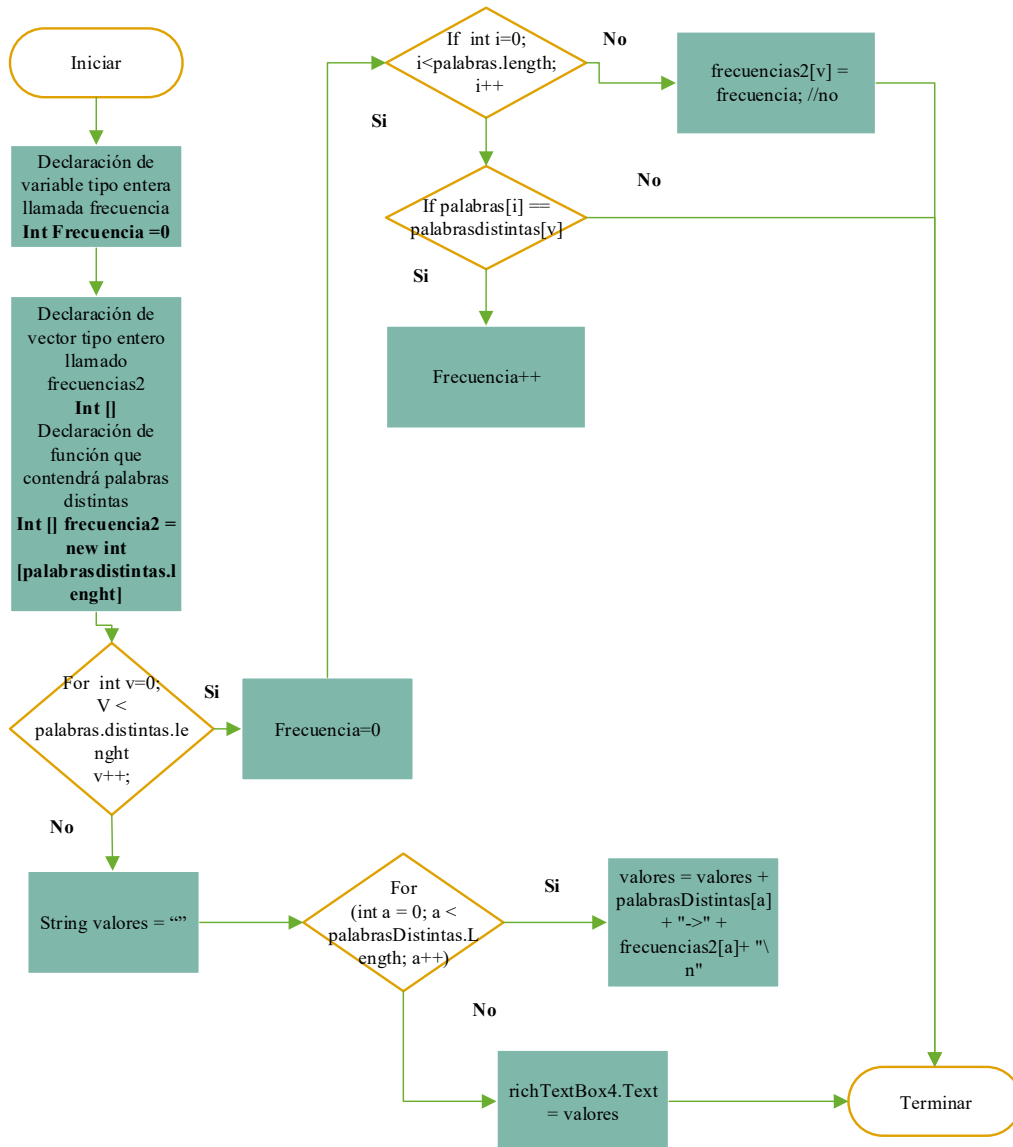 Iniciar
Declaración de
variable tipo entera
llamada frecuencia
Int Frecuencia =0
Declaración de
vector tipo entero
llamado
frecuencias2
Int []
Declaración de
función que
contendrá palabras
distintas
Int [] frecuencia2 =
new int
[palabrasdistintas.l
enght]
For int v=0;
V <
palabras.distintas.le
nght
v++;
Si
Frecuencia=0
No
If int i=0;
i<palabras.length;
i++
No
frecuencias2[v] =
frecuencia; //no
Si
If palabras[i] ==
palabrasdistintas[v]
No
Si
Frecuencia++
String valores = “”
For
(int a = 0; a <
palabrasDistintas.L
ength; a++)
Si
valores = valores +
palabrasDistintas[a]
+ "->" +
frecuencias2[a]+ "\
n"
No
richTextBox4.Text
= valores
Terminar